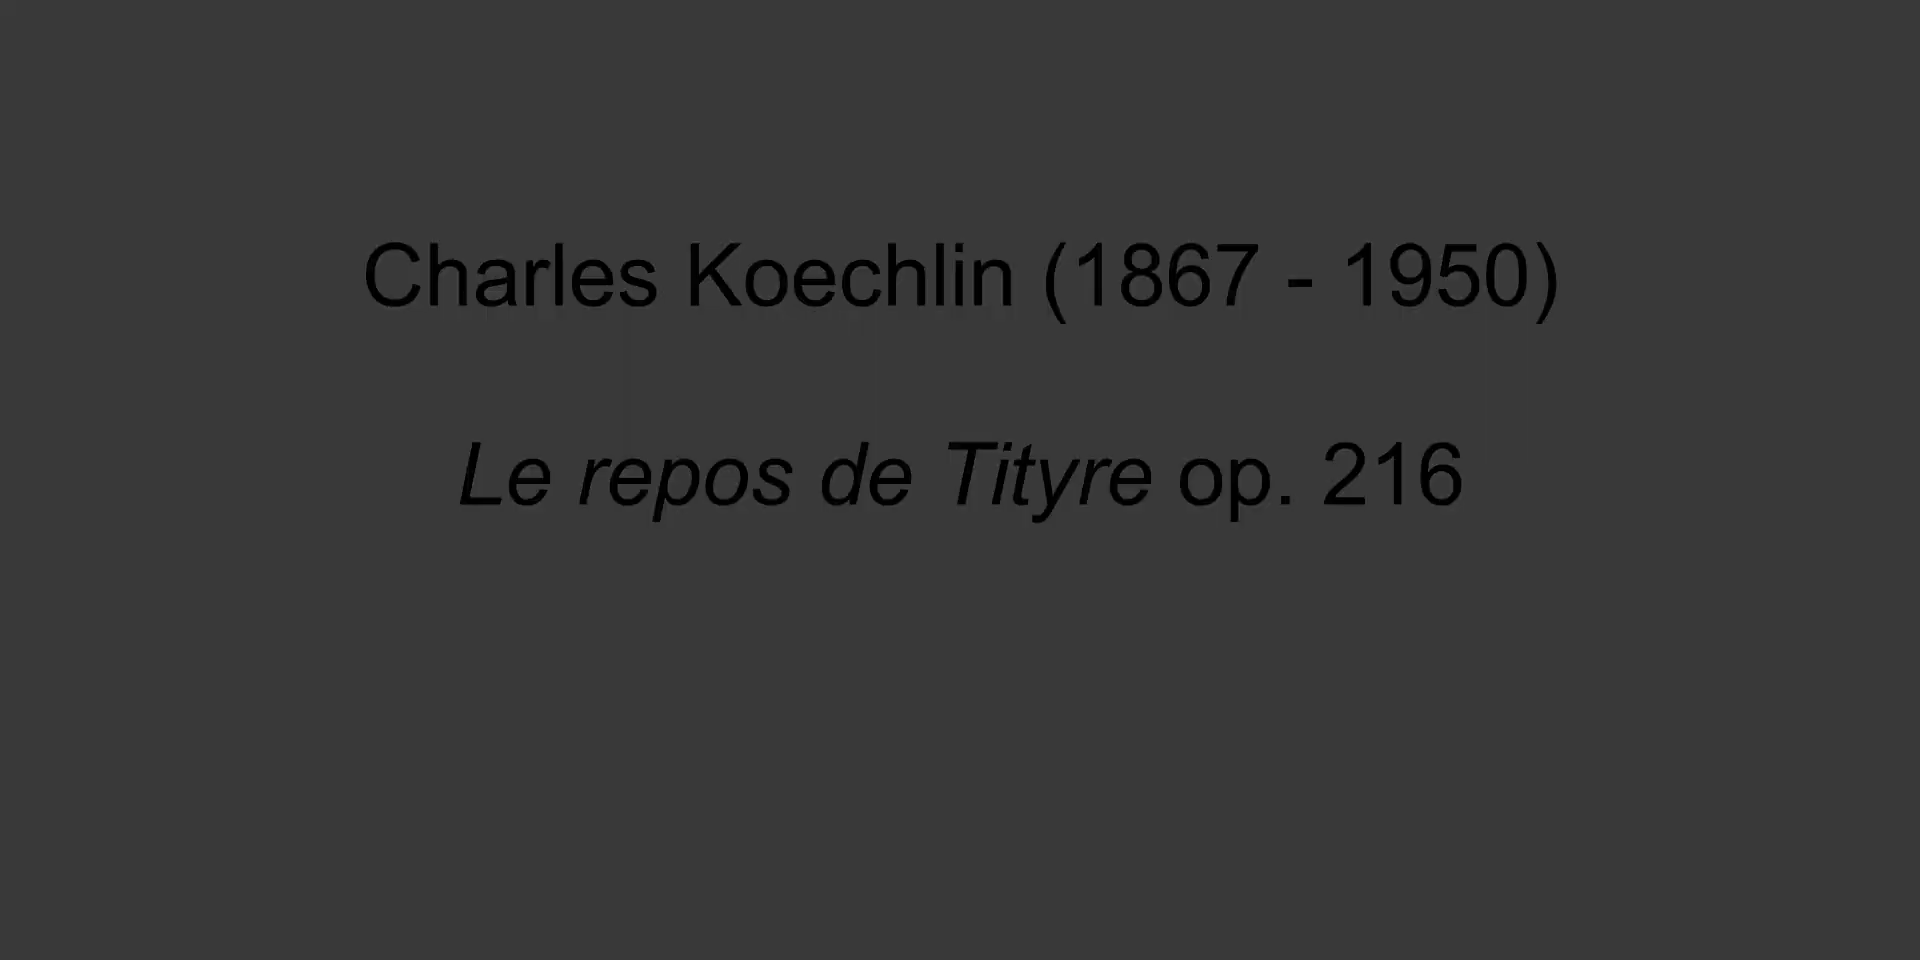 Charles Koechlin (1867 - 1950)
Le repos de Tityre op. 216